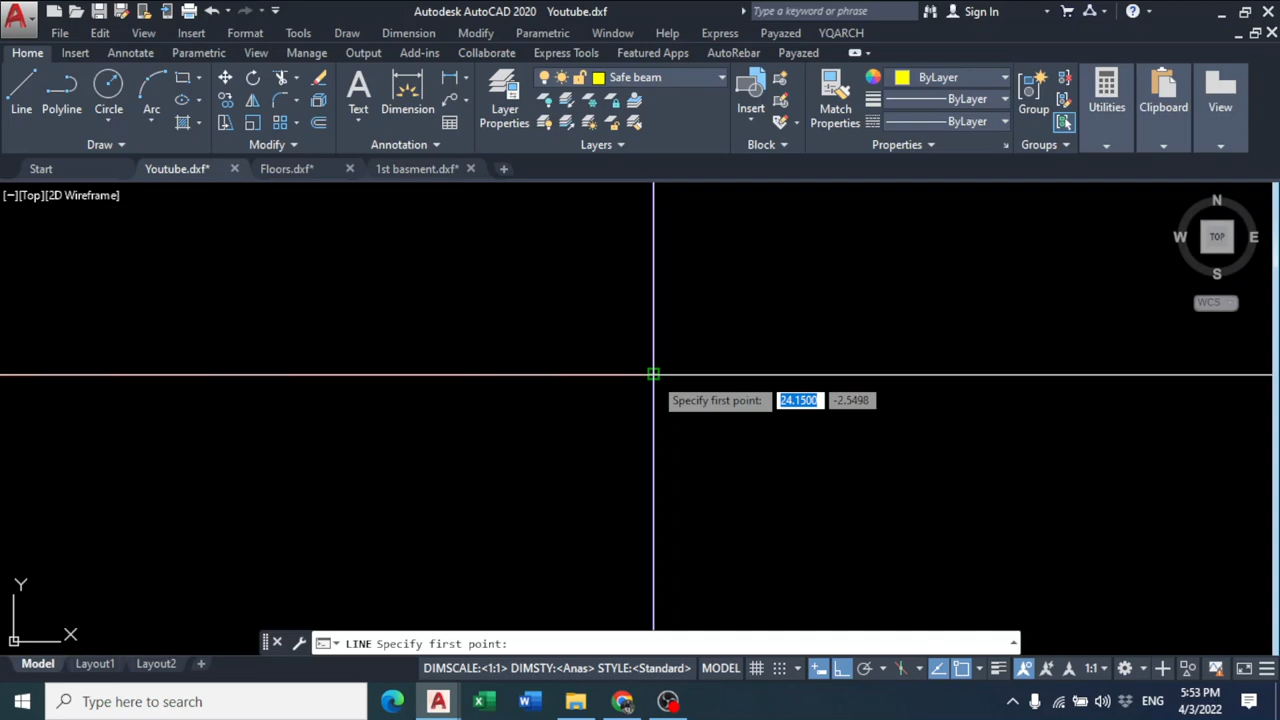 Autodesk AutoCAD 2020 Youtube.dxf Type a keyword or phrase Sign In
File Edit View Insert Format Tools Draw Dimension Modify Parametric Window Help Express Payazed YQARCH
Home Insert Annotate Parametric View Manage Output Add-ins Collaborate Express Tools Featured Apps AutoRebar Payazed
Safe beam ByLayer
Line Polyline Circle Arc Text Dimension Layer Properties Insert Match Properties ByLayer Group Utilities Clipboard View
ByLayer
Draw Modify Annotation Layers Block Properties Groups
Start Youtube.dxf* Floors.dxf* 1st basment.dxf*
[−][Top][2D Wireframe]
N
W TOP E
S
WCS
Specify first point: 24.1500 -2.5498
Y
X
LINE Specify first point:
Model Layout1 Layout2 DIMSCALE:<1:1> DIMSTY:<Anas> STYLE:<Standard> MODEL 1:1
Type here to search ENG 5:53 PM
4/3/2022